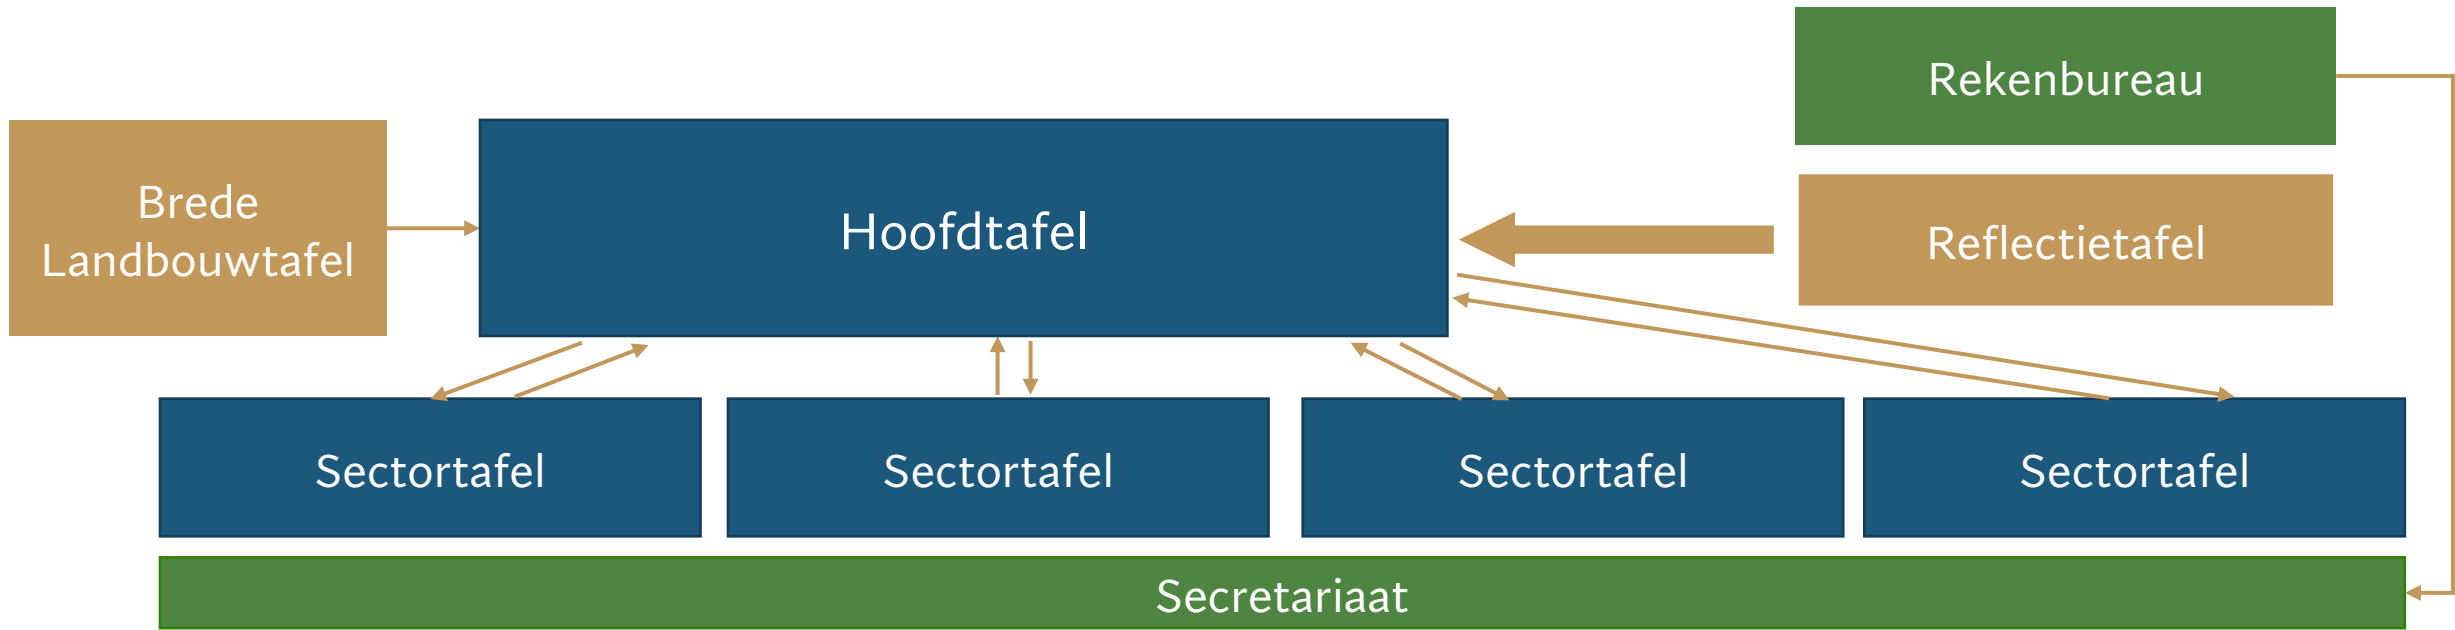 Rekenbureau
Brede
Landbouwtafel
Hoofdtafel
Reflectietafel
Sectortafel
Sectortafel
Sectortafel
Sectortafel
Secretariaat